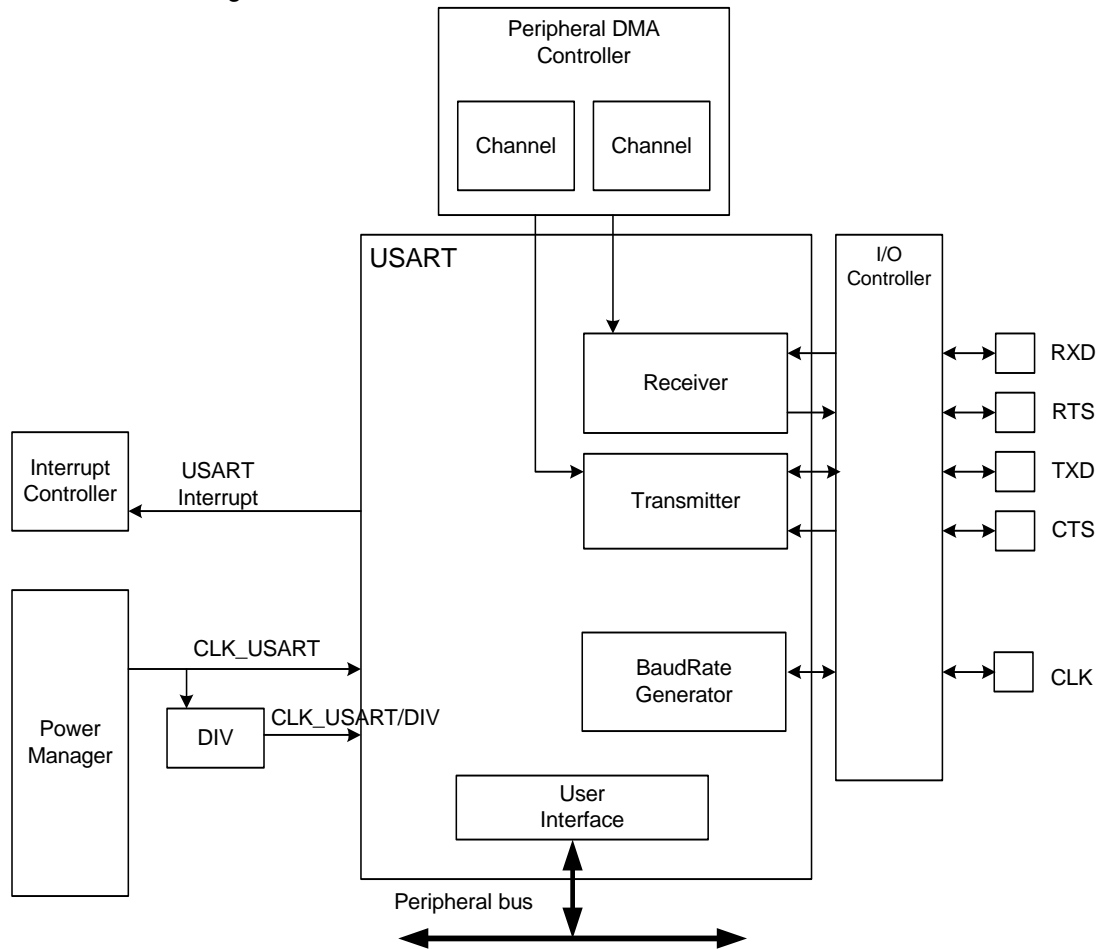 Peripheral DMA
Controller
Channel
Channel
USART
I/O
Controller
Receiver
RXD
RTS
Interrupt
Controller
USART
Interrupt
Transmitter
TXD
CTS
CLK_USART
BaudRate
Generator
CLK
Power
Manager
DIV
CLK_USART/DIV
User
Interface
Peripheral bus